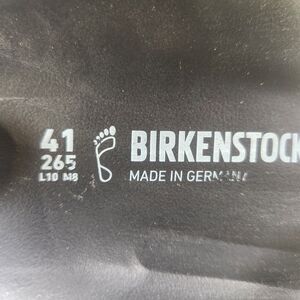 41
265
L10 M8
BIRKENSTOCK
MADE IN GERMANY